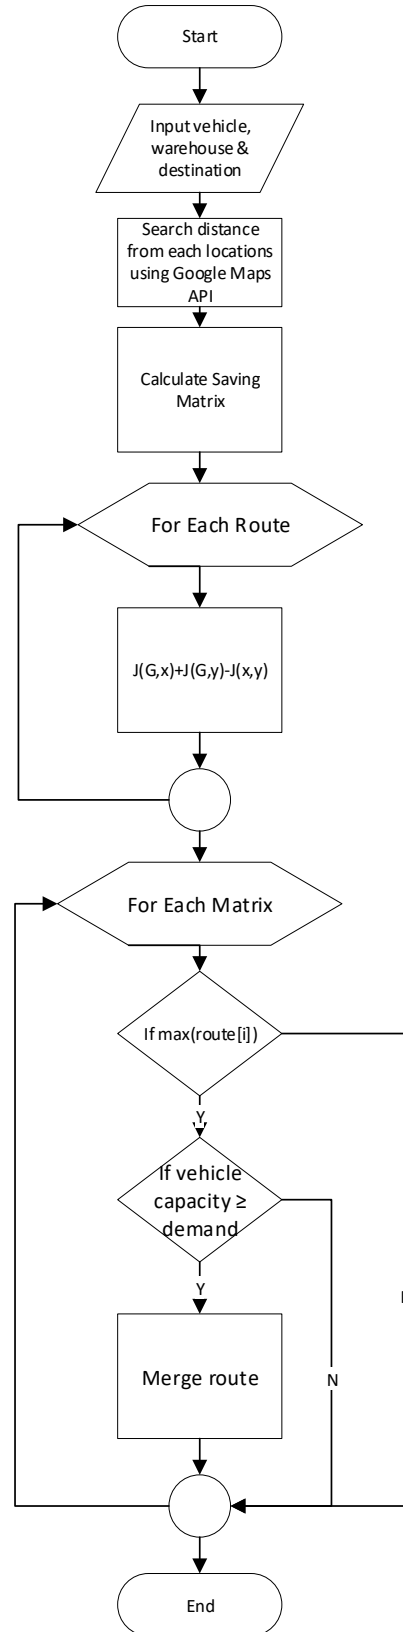 Start
Input vehicle,
warehouse &
destination
Search distance
from each locations
using Google Maps
API
Calculate Saving
Matrix
For Each Route
J(G,x)+J(G,y)-J(x,y)
For Each Matrix
If max(route[i])
Y
If vehicle
capacity ≥
demand
Y
Merge route
N
End